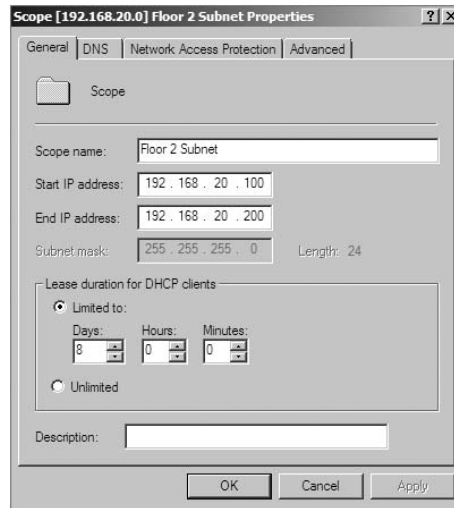 Scope [192.168.20.0] Floor 2 Subnet Properties ? X
General DNS Network Access Protection Advanced
Scope
Scope name: Floor 2 Subnet
Start IP address: 192 . 168 . 20 . 100
End IP address: 192 . 168 . 20 . 200
Subnet mask: 255 . 255 . 255 . 0 Length: 24
Lease duration for DHCP clients
Limited to:
Days: Hours: Minutes:
8 0 0
Unlimited
Description:
OK Cancel Apply